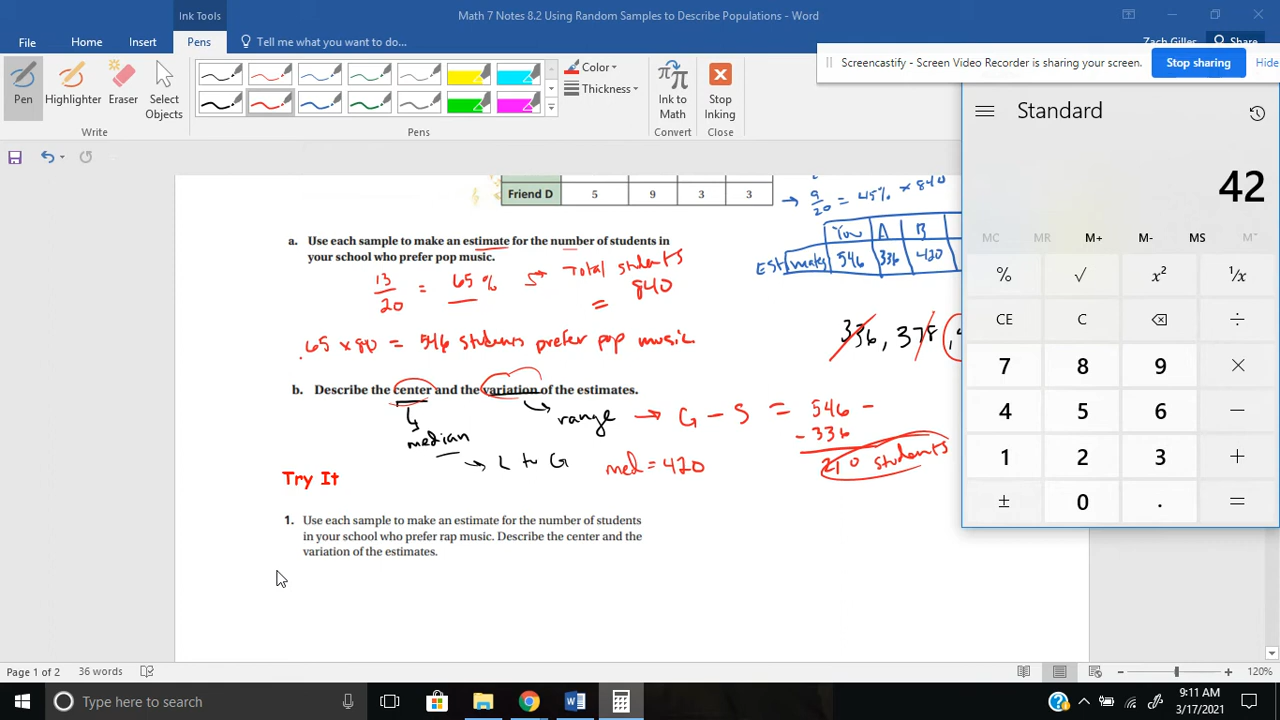 Ink Tools
Math 7 Notes 8.2 Using Random Samples to Describe Populations - Word
Zach Gilles
File Home Insert Pens Tell me what you want to do... Share
Screencastify - Screen Video Recorder is sharing your screen. Stop sharing Hide
Pen Highlighter Eraser Select Objects
Color
Thickness
Ink to Math Stop Inking
Write Pens Convert Close
Standard
42
MC MR M+ M- MS M˜
% √ x² ¹/x
CE C ⌫ ÷
7 8 9 ×
4 5 6 −
1 2 3 +
± 0 . =
Friend D 5 9 3 3
→ 9/20 = 45% × 840
You A B
Estimates 546 336 420
a. Use each sample to make an estimate for the number of students in
your school who prefer pop music.
13/20 = 65% Total students
= 840
.65 × 80 = 546 students prefer pop music.
336, 378,
b. Describe the center and the variation of the estimates.
range → G - S = 546 -
median - 336
→ L to G med = 420 210 students
Try It
1. Use each sample to make an estimate for the number of students
in your school who prefer rap music. Describe the center and the
variation of the estimates.
Page 1 of 2 36 words 120%
Type here to search
9:11 AM
3/17/2021